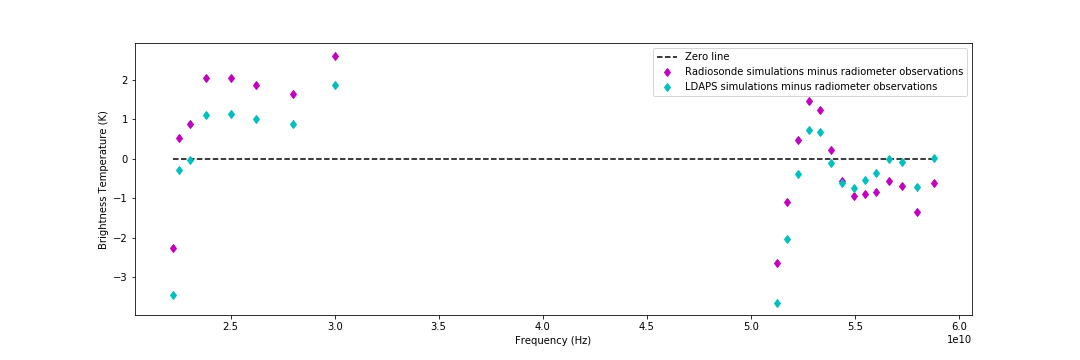 Zero line
Radiosonde simulations minus radiometer observations
LDAPS simulations minus radiometer observations
Brightness Temperature (K)
2
1
0
−1
−2
−3
2.5 3.0 3.5 4.0 4.5 5.0 5.5 6.0
1e10
Frequency (Hz)